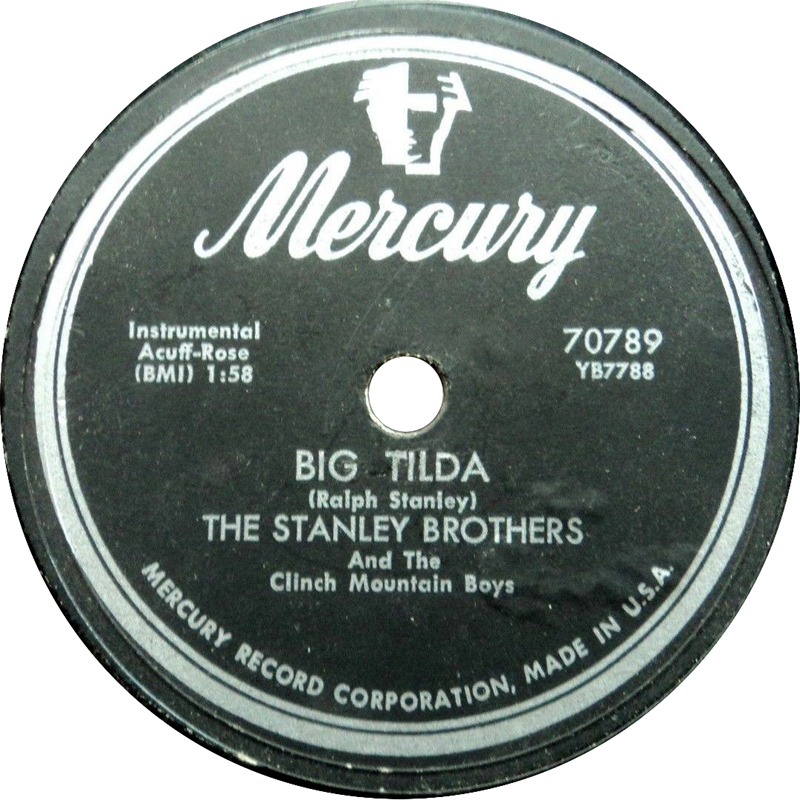 Mercury
Instrumental
Acuff-Rose
(BMI) 1:58
70789
YB7788
BIG TILDA
(Ralph Stanley)
THE STANLEY BROTHERS
And The
Clinch Mountain Boys
MERCURY RECORD CORPORATION, MADE IN U.S.A.